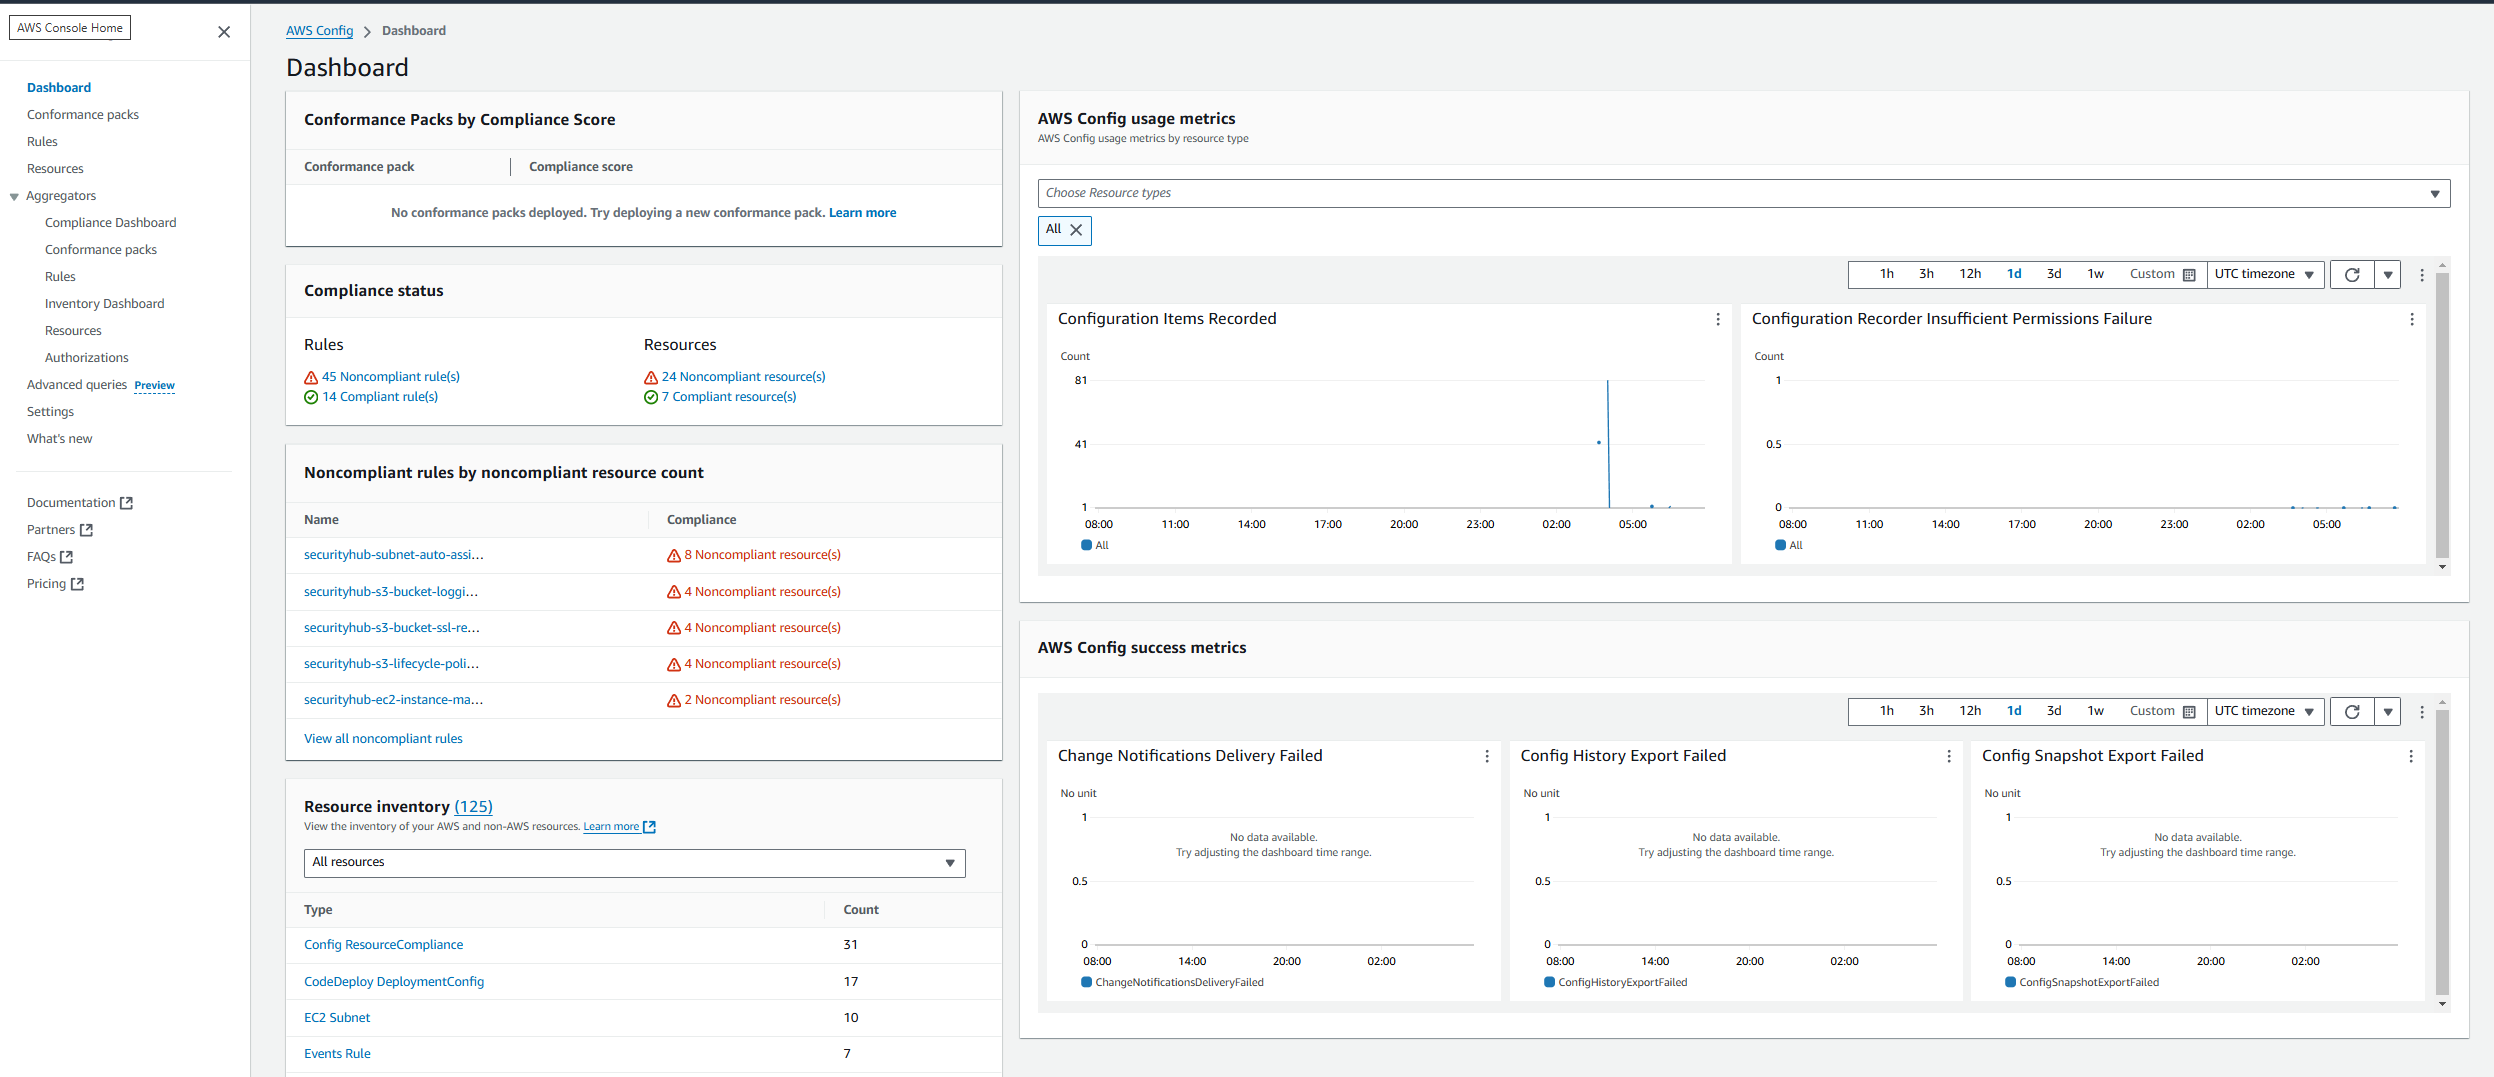 AWS Console Home
Dashboard
Conformance packs
Rules
Resources
Aggregators
Compliance Dashboard
Conformance packs
Rules
Inventory Dashboard
Resources
Authorizations
Advanced queries Preview
Settings
What's new
Documentation
Partners
FAQs
Pricing
AWS Config > Dashboard
Dashboard
Conformance Packs by Compliance Score
Conformance pack Compliance score
No conformance packs deployed. Try deploying a new conformance pack. Learn more
Compliance status
Rules Resources
45 Noncompliant rule(s) 24 Noncompliant resource(s)
14 Compliant rule(s) 7 Compliant resource(s)
Noncompliant rules by noncompliant resource count
Name Compliance
securityhub-subnet-auto-assi... 8 Noncompliant resource(s)
securityhub-s3-bucket-loggi... 4 Noncompliant resource(s)
securityhub-s3-bucket-ssl-re... 4 Noncompliant resource(s)
securityhub-s3-lifecycle-poli... 4 Noncompliant resource(s)
securityhub-ec2-instance-ma... 2 Noncompliant resource(s)
View all noncompliant rules
Resource inventory (125)
View the inventory of your AWS and non-AWS resources. Learn more
All resources
Type Count
Config ResourceCompliance 31
CodeDeploy DeploymentConfig 17
EC2 Subnet 10
Events Rule 7
AWS Config usage metrics
AWS Config usage metrics by resource type
Choose Resource types
All
1h 3h 12h 1d 3d 1w Custom UTC timezone
Configuration Items Recorded
Count
81
41
1
08:00 11:00 14:00 17:00 20:00 23:00 02:00 05:00
All
Configuration Recorder Insufficient Permissions Failure
Count
1
0.5
0
08:00 11:00 14:00 17:00 20:00 23:00 02:00 05:00
All
AWS Config success metrics
1h 3h 12h 1d 3d 1w Custom UTC timezone
Change Notifications Delivery Failed
No unit
1
No data available.
Try adjusting the dashboard time range.
0.5
0
08:00 14:00 20:00 02:00
ChangeNotificationsDeliveryFailed
Config History Export Failed
No unit
1
No data available.
Try adjusting the dashboard time range.
0.5
0
08:00 14:00 20:00 02:00
ConfigHistoryExportFailed
Config Snapshot Export Failed
No unit
1
No data available.
Try adjusting the dashboard time range.
0.5
0
08:00 14:00 20:00 02:00
ConfigSnapshotExportFailed